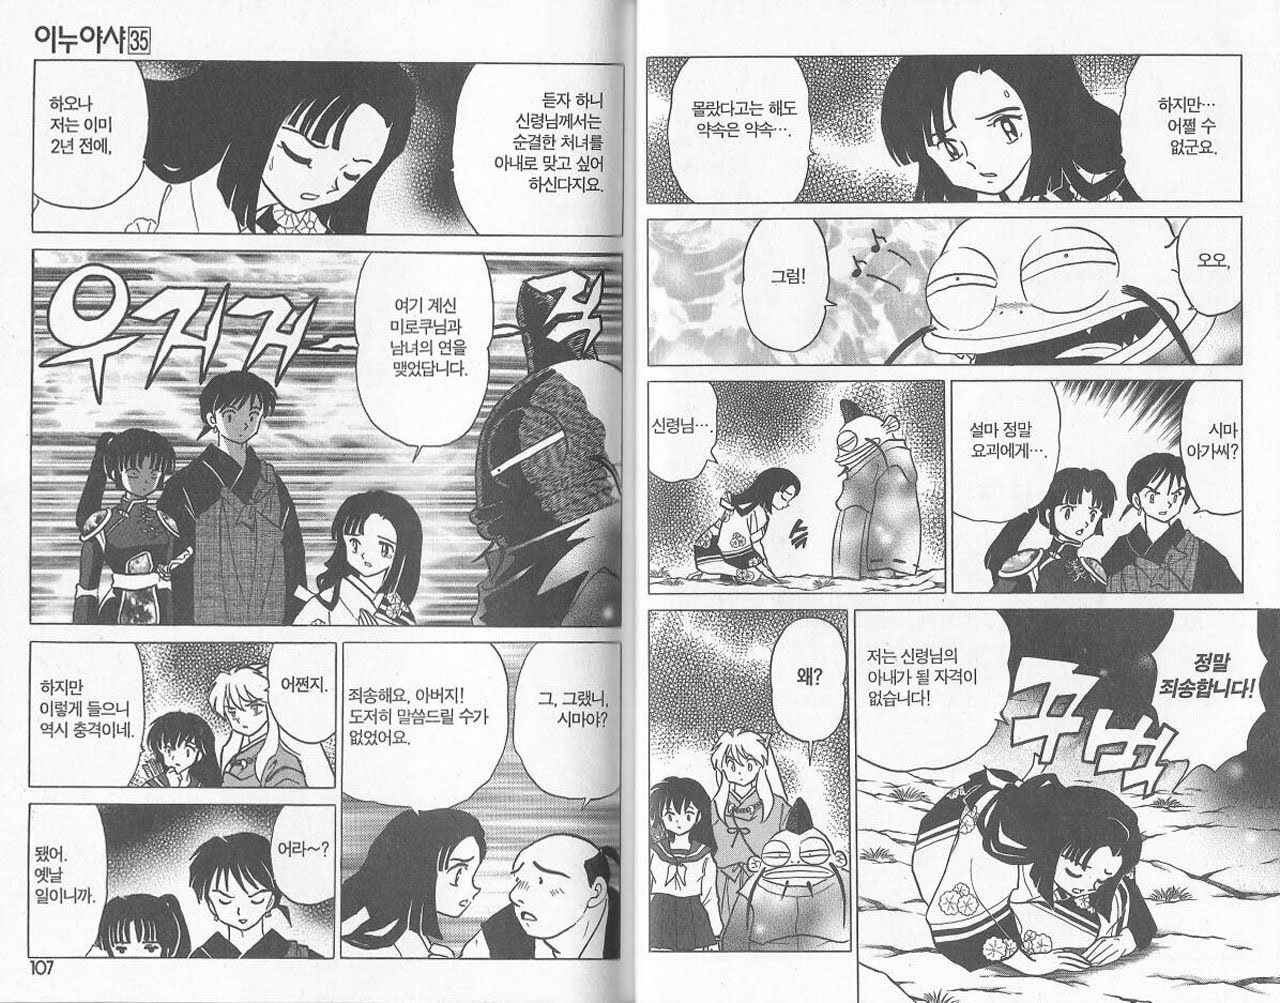 하지만…
어쩔 수
없군요.
몰랐다고는 해도
약속은 약속….
오오,
그럼!
시마
아가씨?
설마 정말
요괴에게….
신령님….
정말
죄송합니다!
꾸벅
저는 신령님의
아내가 될 자격이
없습니다!
왜?
이누야샤 35
듣자 하니
신령님께서는
순결한 처녀를
아내로 맞고 싶어
하신다지요.
하오나
저는 이미
2년 전에,
여기 계신
미로쿠님과
남녀의 연을
맺었답니다.
우지거~걱
그, 그랬니,
시마야?
죄송해요, 아버지!
도저히 말씀드릴 수가
없었어요.
어쩐지.
하지만
이렇게 들으니
역시 충격이네.
어라~?
됐어.
옛날
일이니까.
107